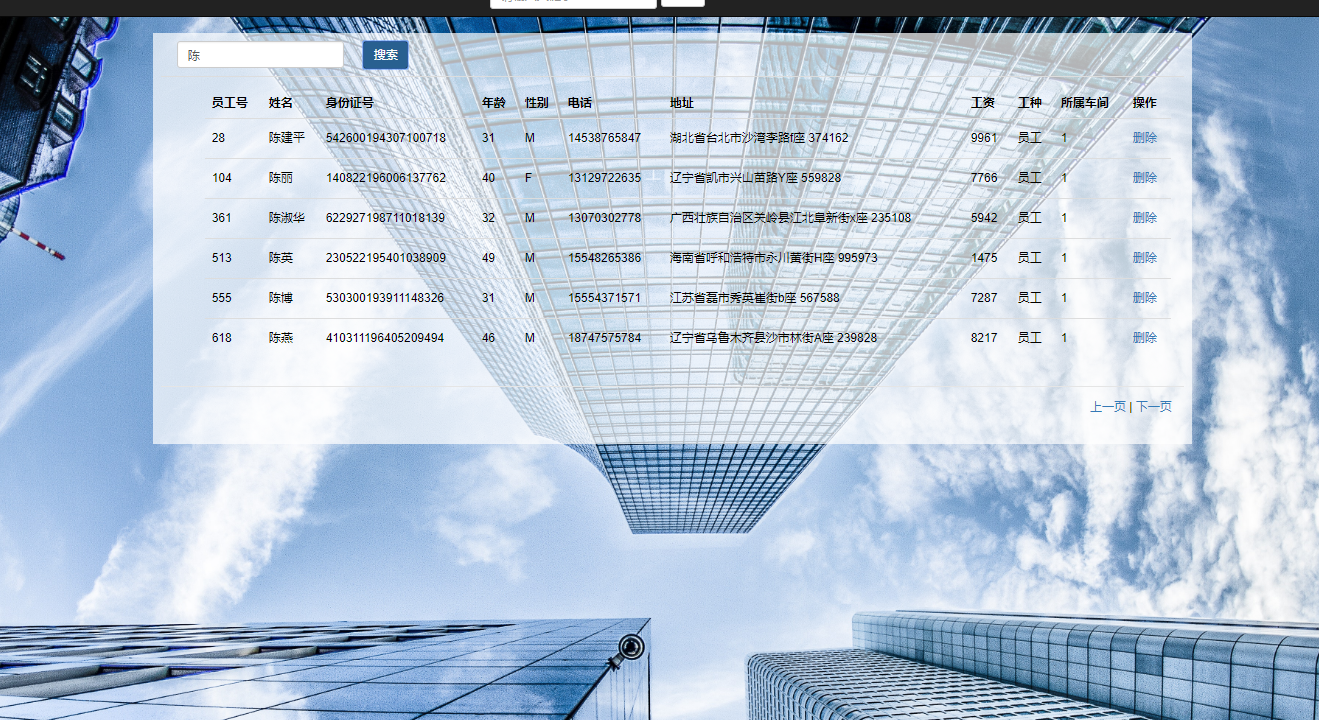 陈 搜索
员工号 姓名 身份证号 年龄 性别 电话 地址 工资 工种 所属车间 操作
28 陈建平 542600194307100718 31 M 14538765847 湖北省台北市沙湾李路f座 374162 9961 员工 1 删除
104 陈丽 140822196006137762 40 F 13129722635 辽宁省凯市兴山苗路Y座 559828 7766 员工 1 删除
361 陈淑华 622927198711018139 32 M 13070302778 广西壮族自治区关岭县江北阜新街x座 235108 5942 员工 1 删除
513 陈英 230522195401038909 49 M 15548265386 海南省呼和浩特市永川黄街H座 995973 1475 员工 1 删除
555 陈博 530300193911148326 31 M 15554371571 江苏省磊市秀英崔街b座 567588 7287 员工 1 删除
618 陈燕 410311196405209494 46 M 18747575784 辽宁省乌鲁木齐县沙市林街A座 239828 8217 员工 1 删除
上一页 | 下一页